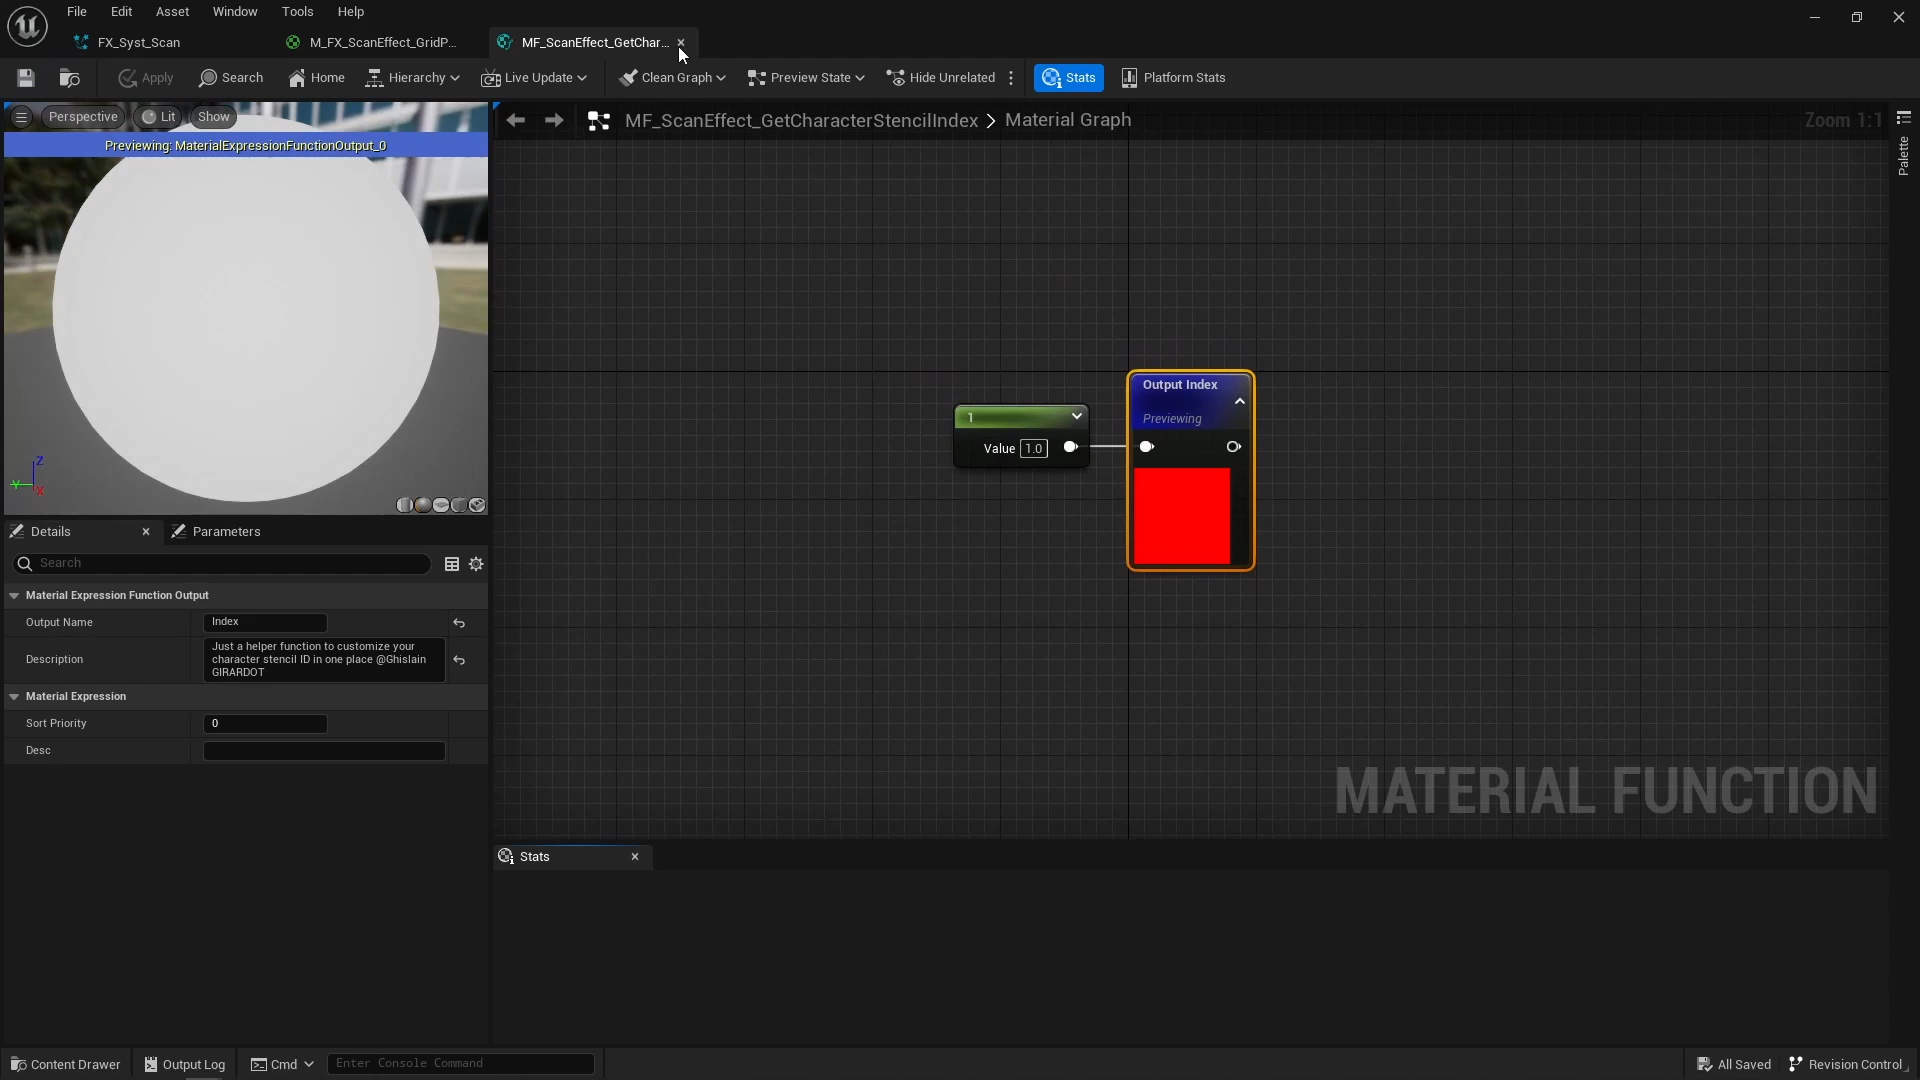 File Edit Asset Window Tools Help
FX_Syst_Scan
M_FX_ScanEffect_GridP...
MF_ScanEffect_GetChar...
Apply
Search
Home
Hierarchy
Live Update
Clean Graph
Preview State
Hide Unrelated
Stats
Platform Stats
Perspective
Lit
Show
Previewing: MaterialExpressionFunctionOutput_0
Z
Y
X
MF_ScanEffect_GetCharacterStencilIndex > Material Graph
Zoom 1:1
Palette
1
Value 1.0
Output Index
Previewing
MATERIAL FUNCTION
Details
Parameters
Search
Material Expression Function Output
Output Name Index
Description
Just a helper function to customize your
character stencil ID in one place @Ghislain
GIRARDOT
Material Expression
Sort Priority 0
Desc
Stats
Content Drawer
Output Log
Cmd
Enter Console Command
All Saved
Revision Control